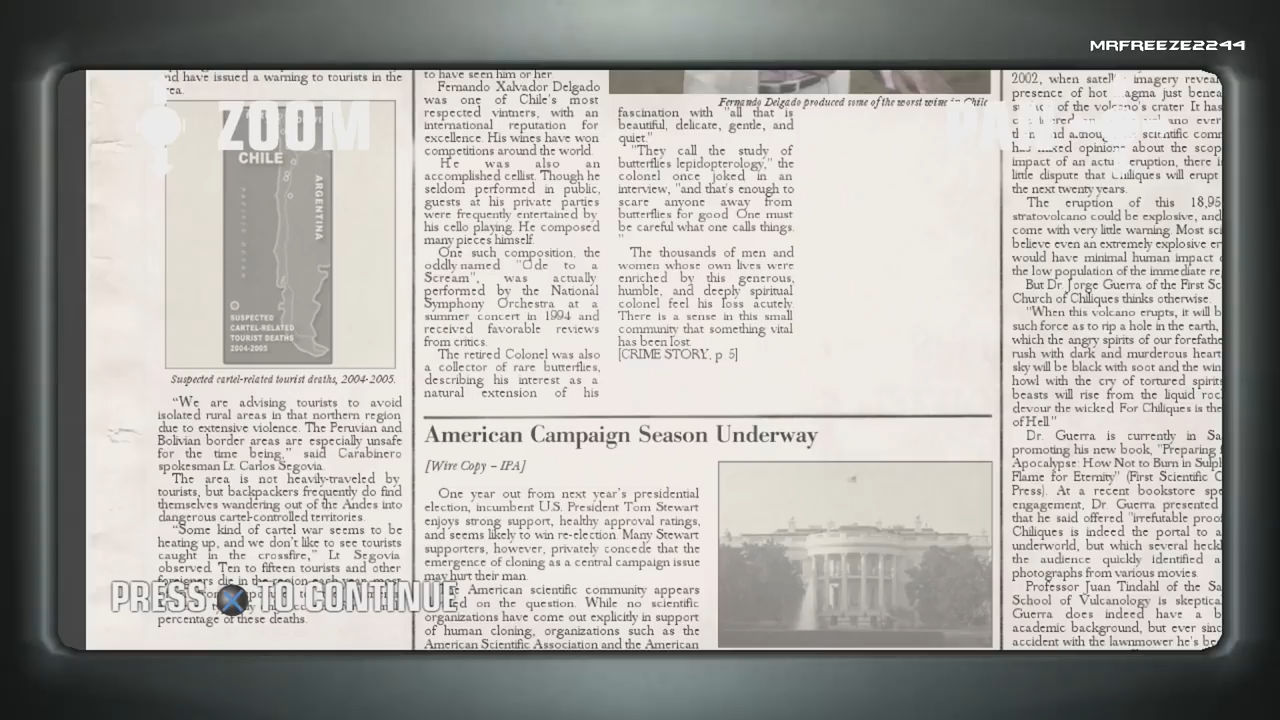 MRFREEZE2244
ZOOM
PRESS TO CONTINUE
nd have issued a warning to tourists in the
rea.
CHILE
ARGENTINA
SUSPECTED
CARTEL-RELATED
TOURIST DEATHS
2004-2005
Suspected cartel-related tourist deaths, 2004-2005.
"We are advising tourists to avoid
isolated rural areas in that northern region
due to extensive violence. The Peruvian and
Bolivian border areas are especially unsafe
for the time being," said Carabinero
spokesman Lt. Carlos Segovia.
The area is not heavily-traveled by
tourists, but backpackers frequently do find
themselves wandering out of the Andes into
dangerous cartel-controlled territories.
"Some kind of cartel war seems to be
heating up, and we don't like to see tourists
caught in the crossfire," Lt Segovia
observed. Ten to fifteen tourists and other
foreigners die in the region each year, most
percentage of these deaths.
to have seen him or her.
Fernando Xalvador Delgado
was one of Chile's most
respected vintners, with an
international reputation for
excellence. His wines have won
competitions around the world.
He was also an
accomplished cellist. Though he
seldom performed in public,
guests at his private parties
were frequently entertained by
his cello playing. He composed
many pieces himself.
One such composition, the
oddly named "Ode to a
Scream", was actually
performed by the National
Symphony Orchestra at a
summer concert in 1994 and
received favorable reviews
from critics.
The retired Colonel was also
a collector of rare butterflies,
describing his interest as a
natural extension of his
Fernando Delgado produced some of the worst wine in Chile
fascination with "all that is
beautiful, delicate, gentle, and
quiet."
"They call the study of
butterflies lepidopterology," the
colonel once joked in an
interview, "and that's enough to
scare anyone away from
butterflies for good. One must
be careful what one calls things.
"
The thousands of men and
women whose own lives were
enriched by this generous,
humble, and deeply spiritual
colonel feel his loss acutely.
There is a sense in this small
community that something vital
has been lost.
[CRIME STORY, p. 5]
American Campaign Season Underway
[Wire Copy – IPA]
One year out from next year's presidential
election, incumbent U.S. President Tom Stewart
enjoys strong support, healthy approval ratings,
and seems likely to win re-election. Many Stewart
supporters, however, privately concede that the
emergence of cloning as a central campaign issue
may hurt their man.
American scientific community appears
on the question. While no scientific
organizations have come out explicitly in support
of human cloning, organizations such as the
American Scientific Association and the American
2002, when satellite imagery reveal
presence of hot magma just benea
of the volcano's crater. It has
ano ever
scientific comm
has mixed opinions about the scop
impact of an actual eruption, there i
little dispute that Chiliques will erupt
the next twenty years.
The eruption of this 18,95
stratovolcano could be explosive, and
come with very little warning. Most sci
believe even an extremely explosive er
would have minimal human impact
the low population of the immediate re
But Dr. Jorge Guerra of the First Sc
Church of Chiliques thinks otherwise.
"When this volcano erupts, it will b
such force as to rip a hole in the earth,
which the angry spirits of our forefathe
rush with dark and murderous heart
sky will be black with soot and the win
howl with the cry of tortured spirits
beasts will rise from the liquid roc
devour the wicked. For Chiliques is the
of Hell."
Dr. Guerra is currently in Sa
promoting his new book, "Preparing
Apocalypse: How Not to Burn in Sulph
Flame for Eternity" (First Scientific C
Press). At a recent bookstore spe
engagement, Dr. Guerra presented
that he said offered "irrefutable proo
Chiliques is indeed the portal to a
underworld, but which several heckl
the audience quickly identified a
photographs from various movies.
Professor Juan Tindahl of the Sa
School of Vulcanology is skeptica
Guerra does indeed have a b
academic background, but ever sinc
accident with the lawnmower he's be